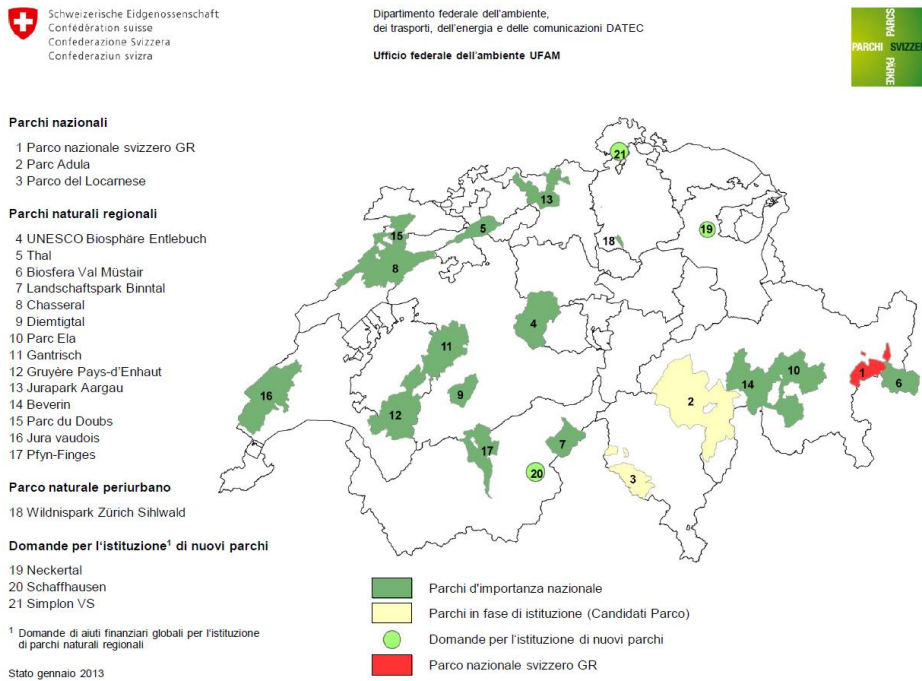 Schweizerische Eidgenossenschaft
Confédération suisse
Confederazione Svizzera
Confederaziun svizra
Dipartimento federale dell'ambiente,
dei trasporti, dell'energia e delle comunicazioni DATEC
Ufficio federale dell'ambiente UFAM
PARCS
PARCHI SVIZZERI
PARKE
Parchi nazionali
1 Parco nazionale svizzero GR
2 Parc Adula
3 Parco del Locarnese
Parchi naturali regionali
4 UNESCO Biosphäre Entlebuch
5 Thal
6 Biosfera Val Müstair
7 Landschaftspark Binntal
8 Chasseral
9 Diemtigtal
10 Parc Ela
11 Gantrisch
12 Gruyère Pays-d'Enhaut
13 Jurapark Aargau
14 Beverin
15 Parc du Doubs
16 Jura vaudois
17 Pfyn-Finges
Parco naturale periurbano
18 Wildnispark Zürich Sihlwald
Domande per l'istituzione¹ di nuovi parchi
19 Neckertal
20 Schaffhausen
21 Simplon VS
¹ Domande di aiuti finanziari globali per l'istituzione
di parchi naturali regionali
Stato gennaio 2013
21
13
15
5
18
19
8
4
11
16
12
9
2
14
10
1
6
17
7
20
3
Parchi d'importanza nazionale
Parchi in fase di istituzione (Candidati Parco)
Domande per l'istituzione di nuovi parchi
Parco nazionale svizzero GR